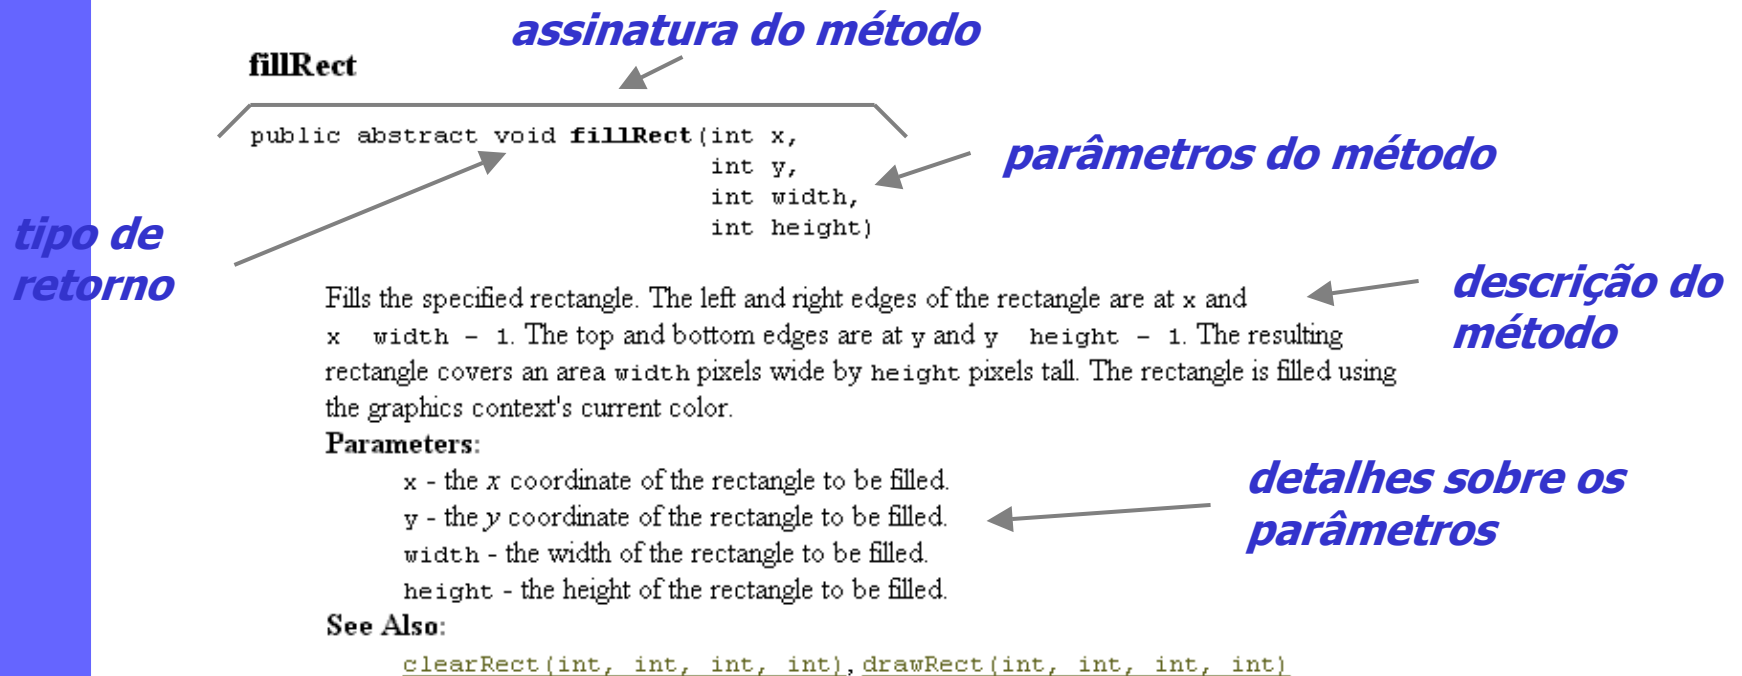 assinatura do método
fillRect
public abstract void fillRect(int x,
int y,
int width,
int height)
parâmetros do método
tipo de
retorno
Fills the specified rectangle. The left and right edges of the rectangle are at x and
x width - 1. The top and bottom edges are at y and y height - 1. The resulting
rectangle covers an area width pixels wide by height pixels tall. The rectangle is filled using
the graphics context's current color.
descrição do
método
Parameters:
x - the x coordinate of the rectangle to be filled.
y - the y coordinate of the rectangle to be filled.
width - the width of the rectangle to be filled.
height - the height of the rectangle to be filled.
detalhes sobre os
parâmetros
See Also:
clearRect(int, int, int, int), drawRect(int, int, int, int)